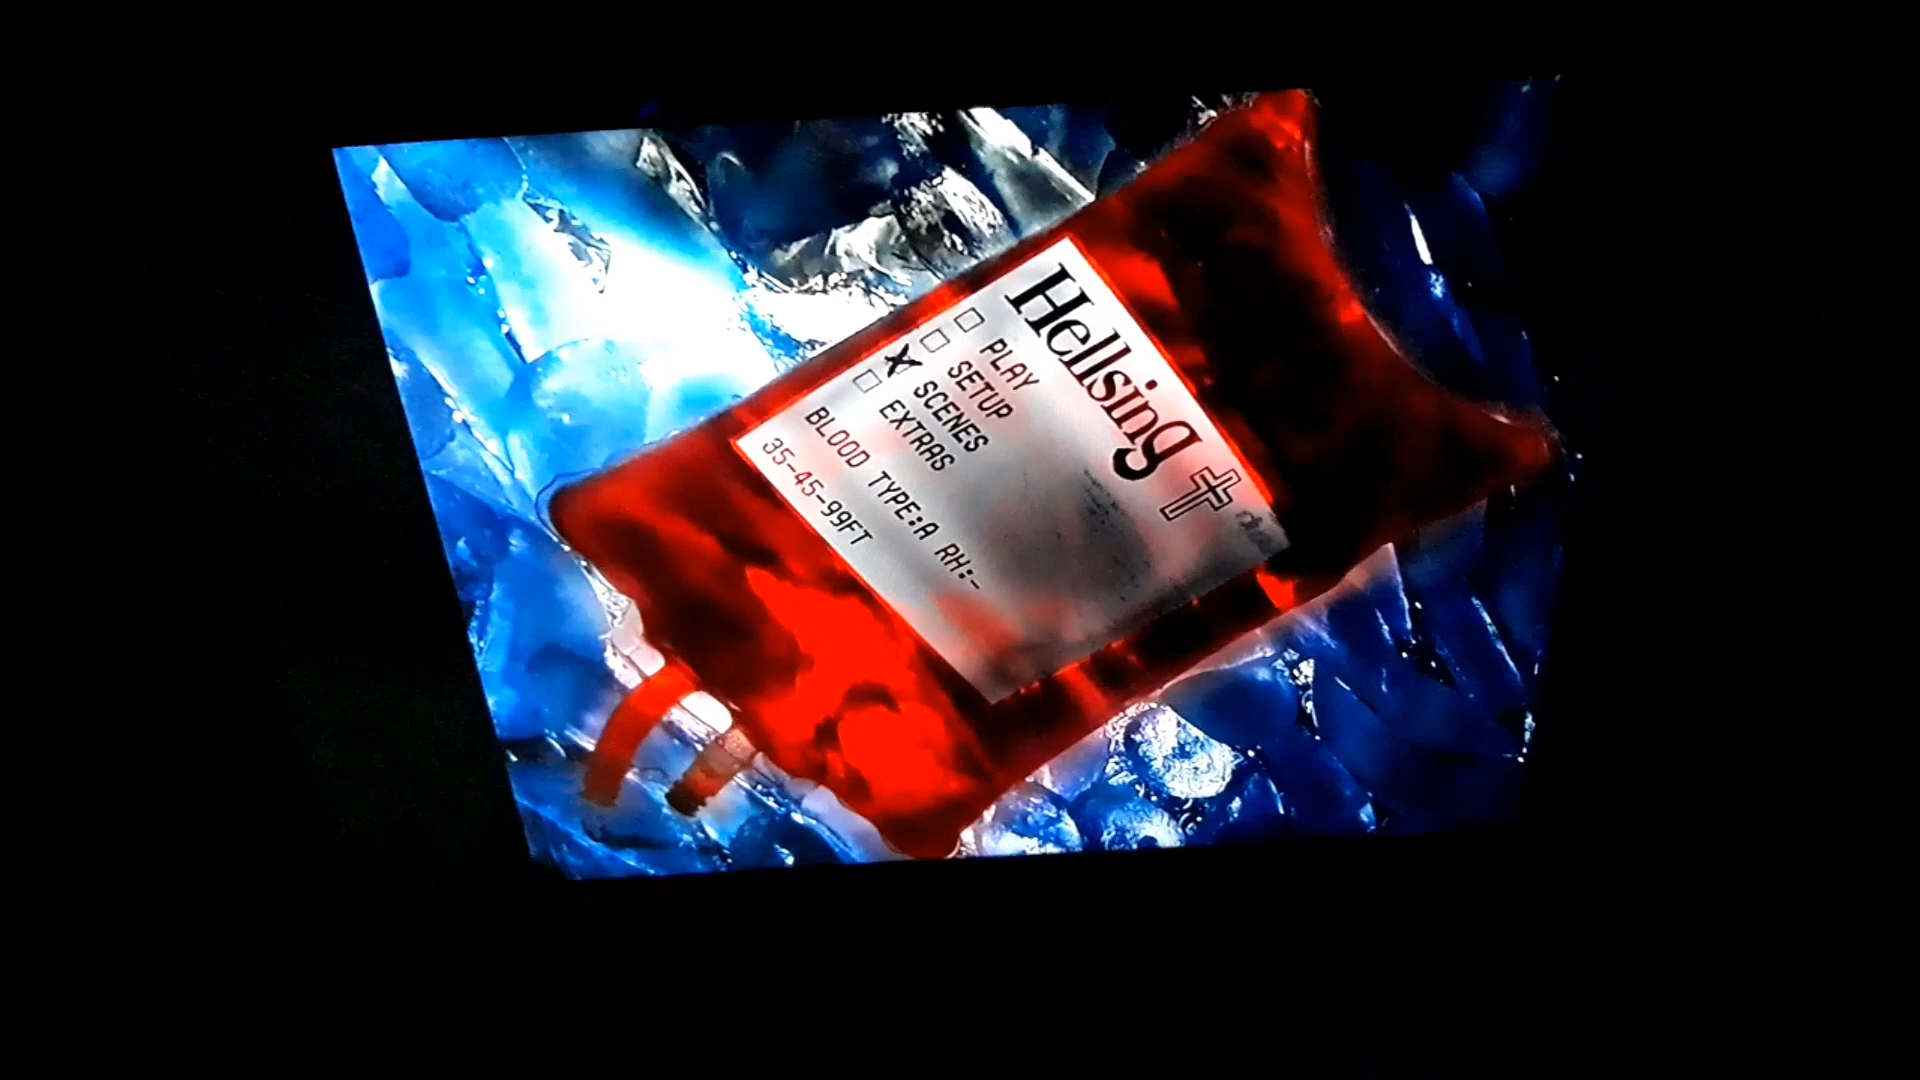 Hellsing
PLAY
SETUP
SCENES
EXTRAS
BLOOD TYPE:A RH:-
35-45-99FT